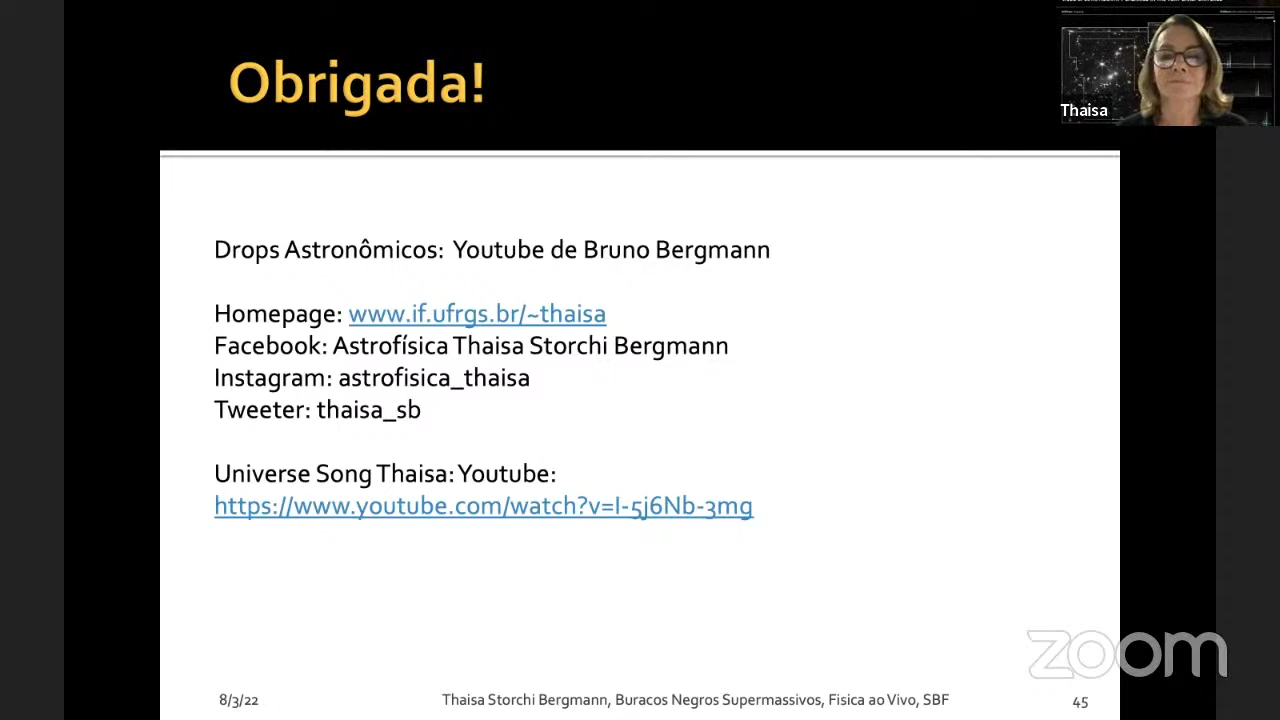 Obrigada!
Thaisa
Drops Astronômicos: Youtube de Bruno Bergmann
Homepage: www.if.ufrgs.br/~thaisa
Facebook: Astrofísica Thaisa Storchi Bergmann
Instagram: astrofisica_thaisa
Tweeter: thaisa_sb
Universe Song Thaisa: Youtube:
https://www.youtube.com/watch?v=I-5j6Nb-3mg
zoom
8/3/22
Thaisa Storchi Bergmann, Buracos Negros Supermassivos, Fisica ao Vivo, SBF
45